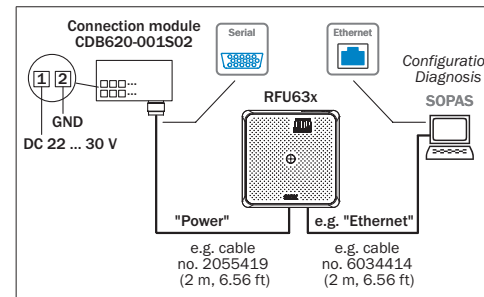 Connection module
CDB620-001S02
Serial
Ethernet
Configuratio
Diagnosis
SOPAS
1 2
GND
DC 22 ... 30 V
RFU63x
"Power"
e.g. "Ethernet"
e.g. cable
no. 2055419
(2 m, 6.56 ft)
e.g. cable
no. 6034414
(2 m, 6.56 ft)